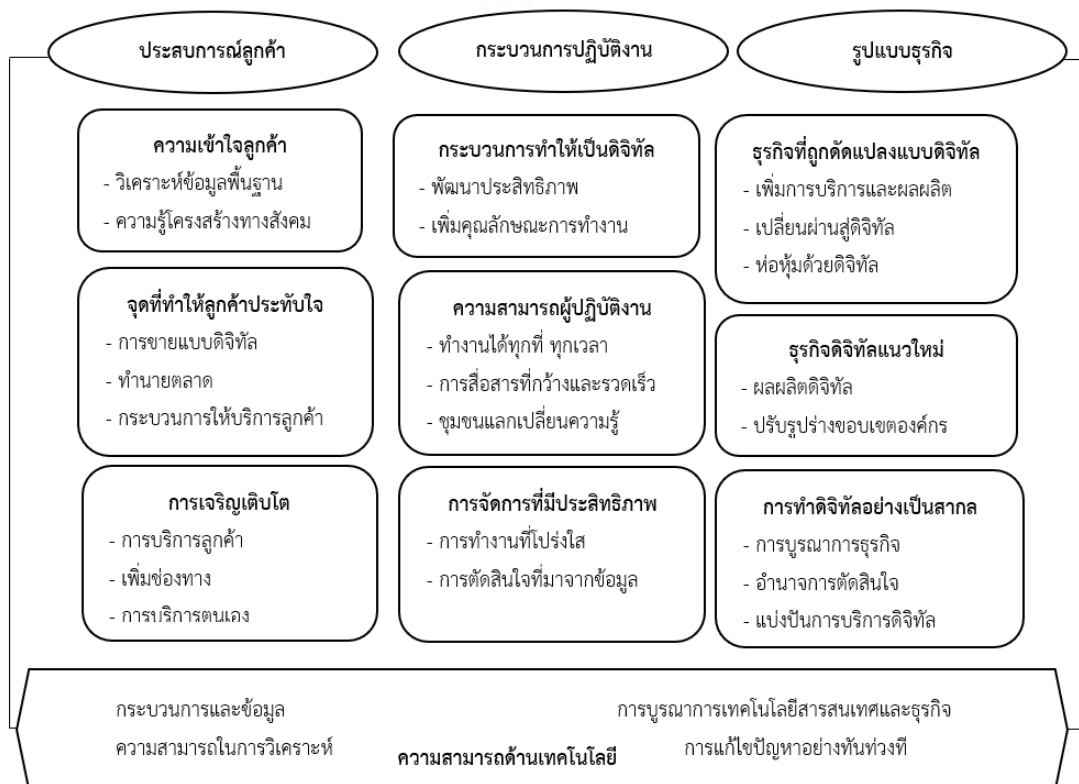 ประสบการณ์ลูกค้า
กระบวนการปฏิบัติงาน
รูปแบบธุรกิจ
ความเข้าใจลูกค้า
- วิเคราะห์ข้อมูลพื้นฐาน
- ความรู้โครงสร้างทางสังคม
กระบวนการทำให้เป็นดิจิทัล
- พัฒนาประสิทธิภาพ
- เพิ่มคุณลักษณะการทำงาน
ธุรกิจที่ถูกดัดแปลงแบบดิจิทัล
- เพิ่มการบริการและผลผลิต
- เปลี่ยนผ่านสู่ดิจิทัล
- ห่อหุ้มด้วยดิจิทัล
จุดที่ทำให้ลูกค้าประทับใจ
- การขายแบบดิจิทัล
- ทำนายตลาด
- กระบวนการให้บริการลูกค้า
ความสามารถผู้ปฏิบัติงาน
- ทำงานได้ทุกที่ ทุกเวลา
- การสื่อสารที่กว้างและรวดเร็ว
- ชุมชนแลกเปลี่ยนความรู้
ธุรกิจดิจิทัลแนวใหม่
- ผลผลิตดิจิทัล
- ปรับรูปร่างขอบเขตองค์กร
การเจริญเติบโต
- การบริการลูกค้า
- เพิ่มช่องทาง
- การบริการตนเอง
การจัดการที่มีประสิทธิภาพ
- การทำงานที่โปร่งใส
- การตัดสินใจที่มาจากข้อมูล
การทำดิจิทัลอย่างเป็นสากล
- การบูรณาการธุรกิจ
- อำนาจการตัดสินใจ
- แบ่งปันการบริการดิจิทัล
กระบวนการและข้อมูล
การบูรณาการเทคโนโลยีสารสนเทศและธุรกิจ
ความสามารถในการวิเคราะห์
การแก้ไขปัญหาอย่างทันท่วงที
ความสามารถด้านเทคโนโลยี